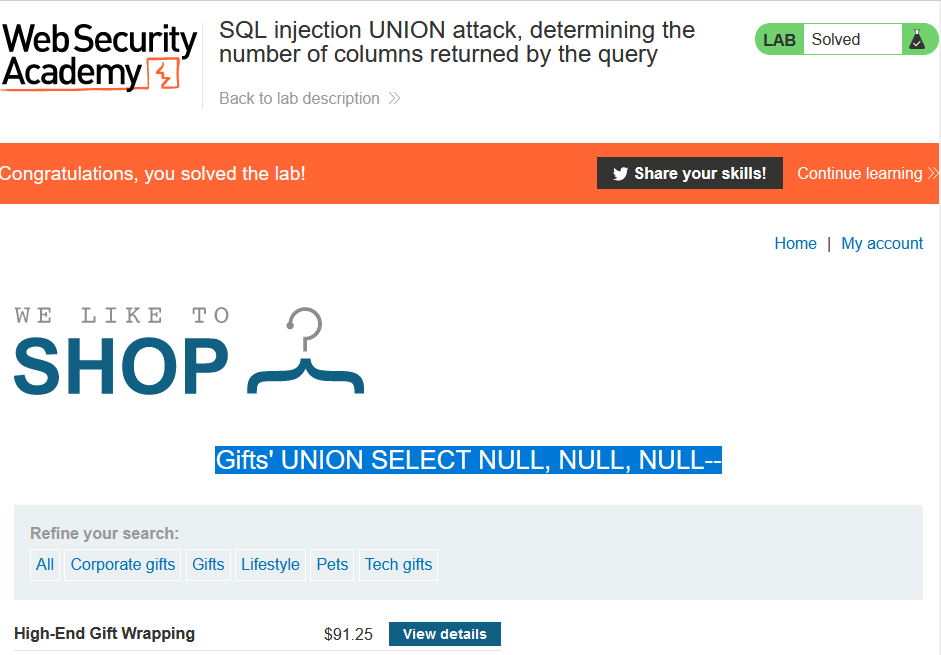 Web Security
Academy
SQL injection UNION attack, determining the
number of columns returned by the query
Back to lab description
LAB Solved
Congratulations, you solved the lab!
Share your skills!
Continue learning
Home | My account
WE LIKE TO
SHOP
Gifts' UNION SELECT NULL, NULL, NULL--
Refine your search:
All Corporate gifts Gifts Lifestyle Pets Tech gifts
High-End Gift Wrapping $91.25 View details